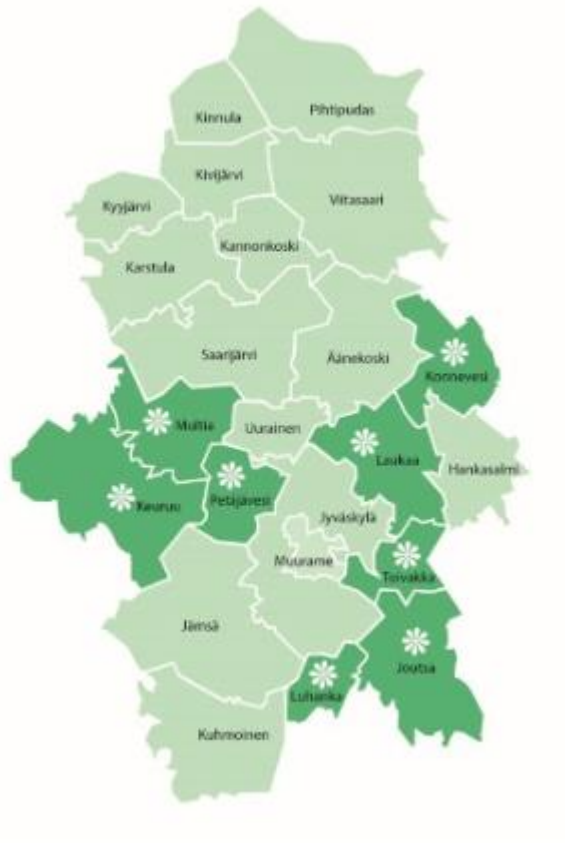 Pihtipudas
Kinnula
Kivijärvi
Viitasaari
Kyyjärvi
Kannonkoski
Karstula
Saarijärvi
Äänekoski
Konnevesi
Multia
Uurainen
Laukaa
Hankasalmi
Petäjävesi
Keuruu
Jyväskylä
Muurame
Toivakka
Jämsä
Joutsa
Luhanka
Kuhmoinen